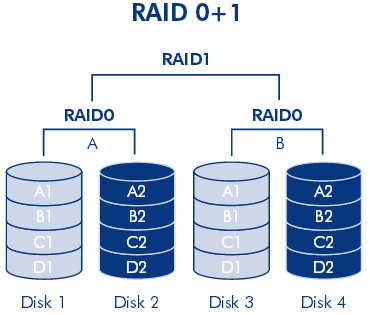 RAID 0+1
RAID1
RAID0 RAID0
A B
A1 A2 A1 A2
B1 B2 B1 B2
C1 C2 C1 C2
D1 D2 D1 D2
Disk 1 Disk 2 Disk 3 Disk 4